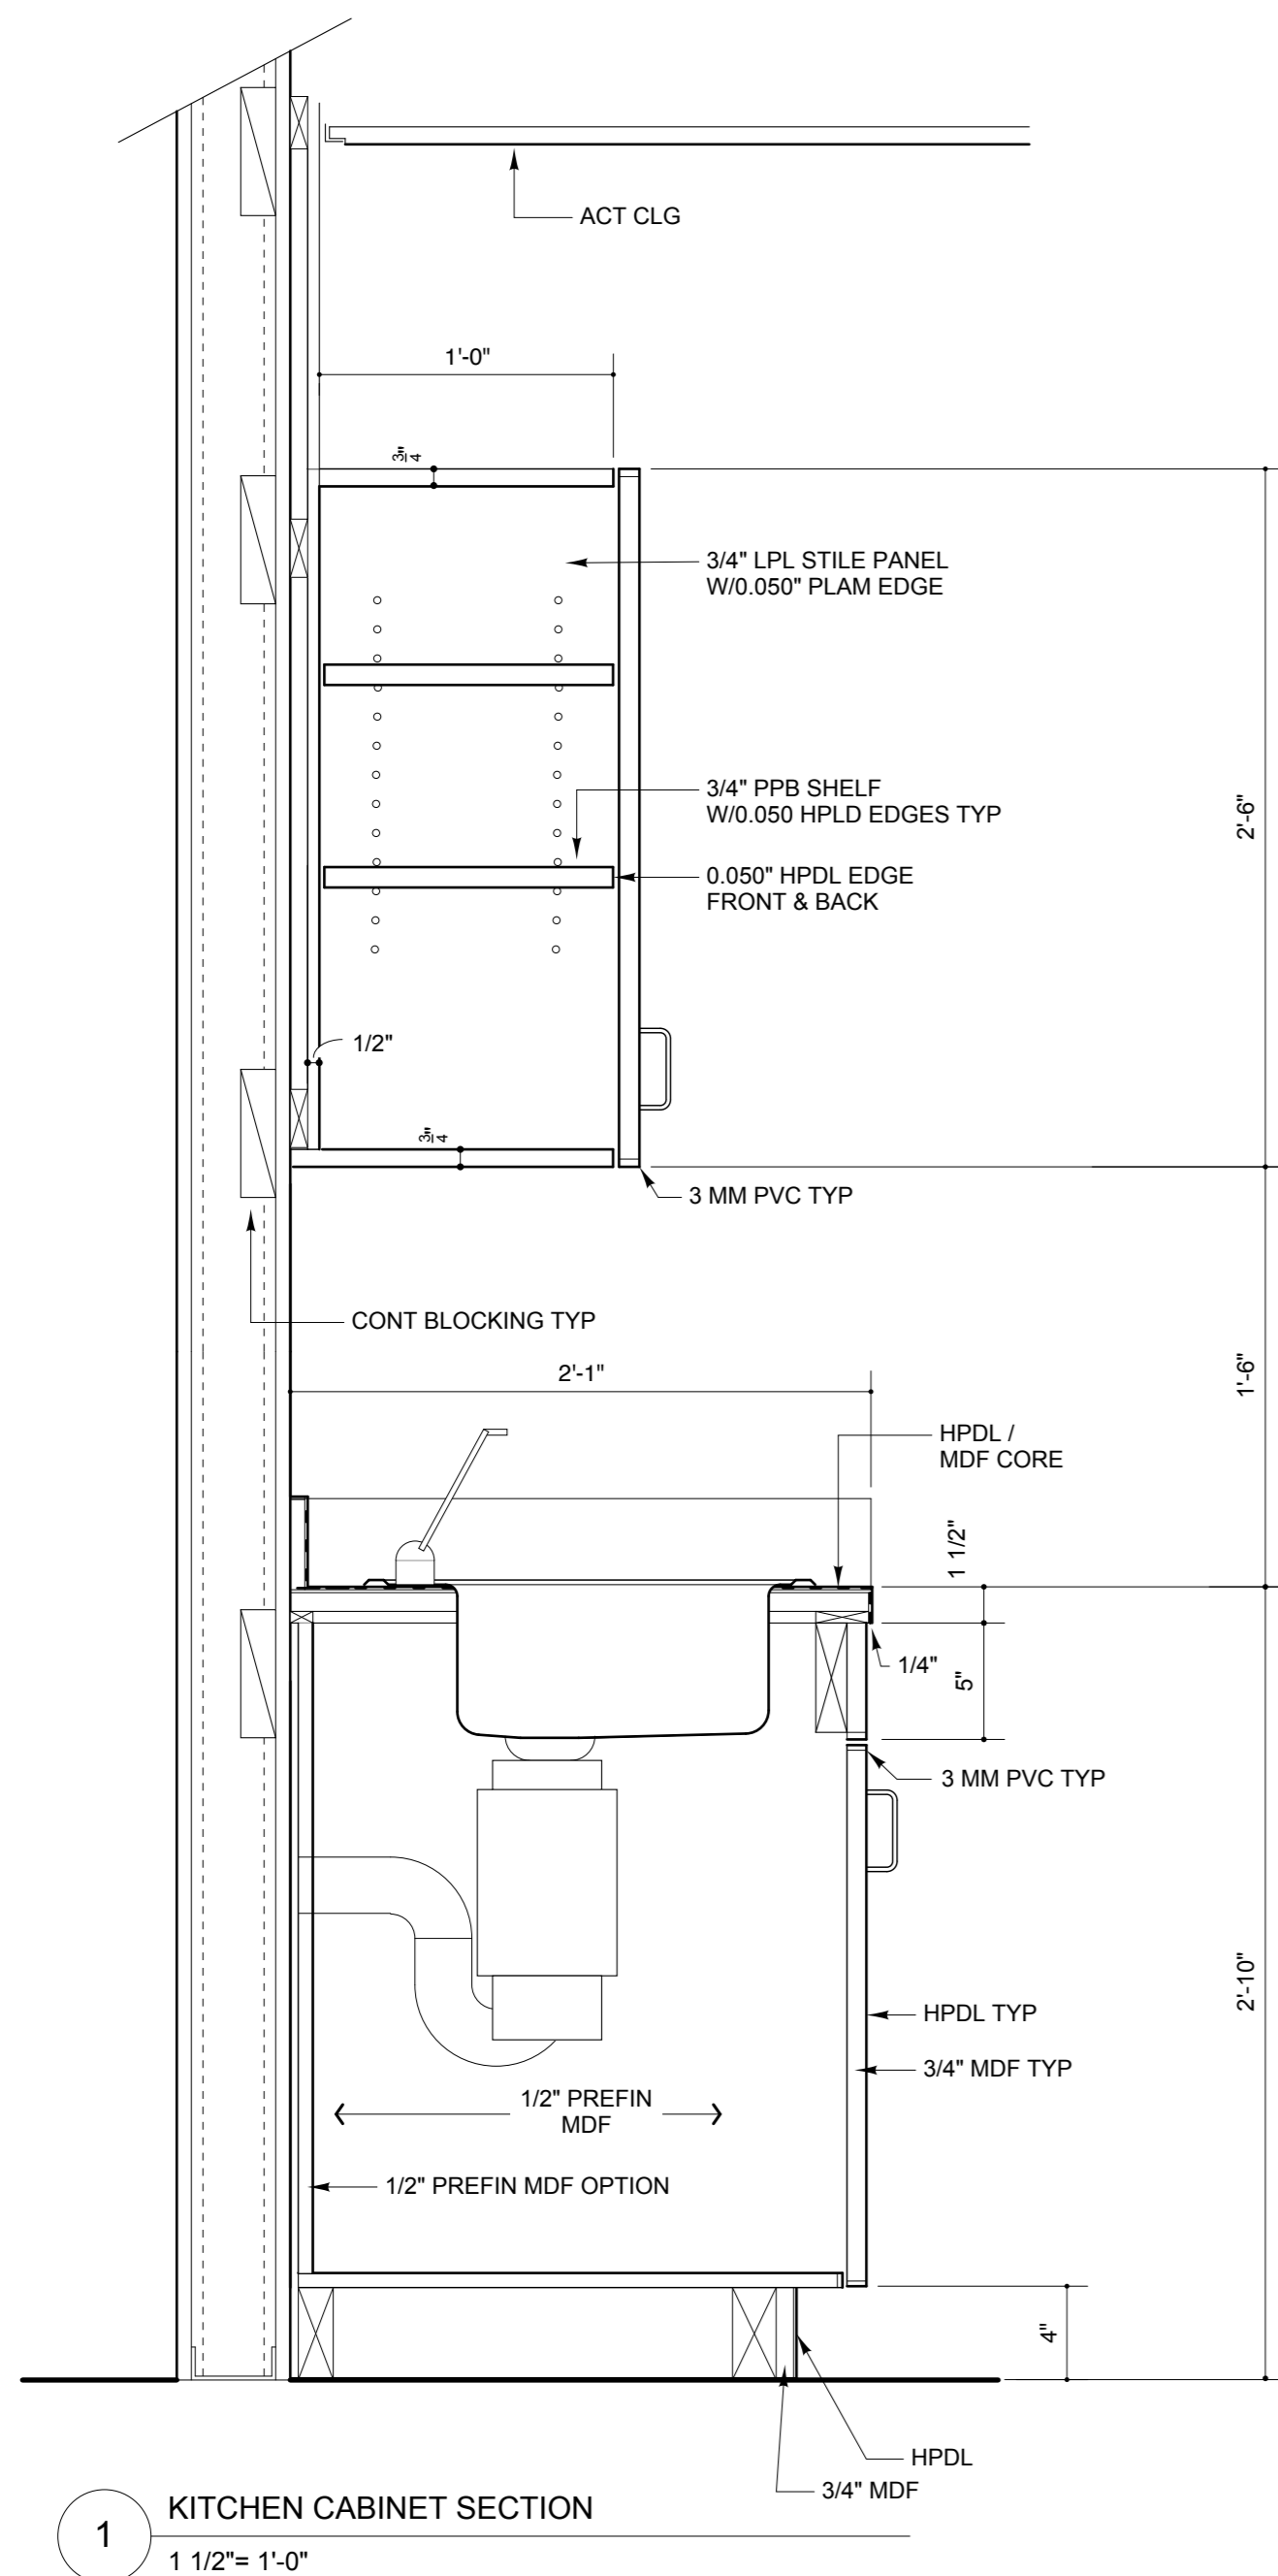 ACT CLG
1'-0"
3/4"
3/4" LPL STILE PANEL
W/0.050" PLAM EDGE
3/4" PPB SHELF
W/0.050 HPLD EDGES TYP
2'-6"
0.050" HPDL EDGE
FRONT & BACK
1/2"
3/4"
3 MM PVC TYP
CONT BLOCKING TYP
2'-1"
1'-6"
HPDL /
MDF CORE
1 1/2"
1/4"
5"
3 MM PVC TYP
2'-10"
HPDL TYP
3/4" MDF TYP
1/2" PREFIN
MDF
1/2" PREFIN MDF OPTION
4"
HPDL
3/4" MDF
1
KITCHEN CABINET SECTION
1 1/2"= 1'-0"